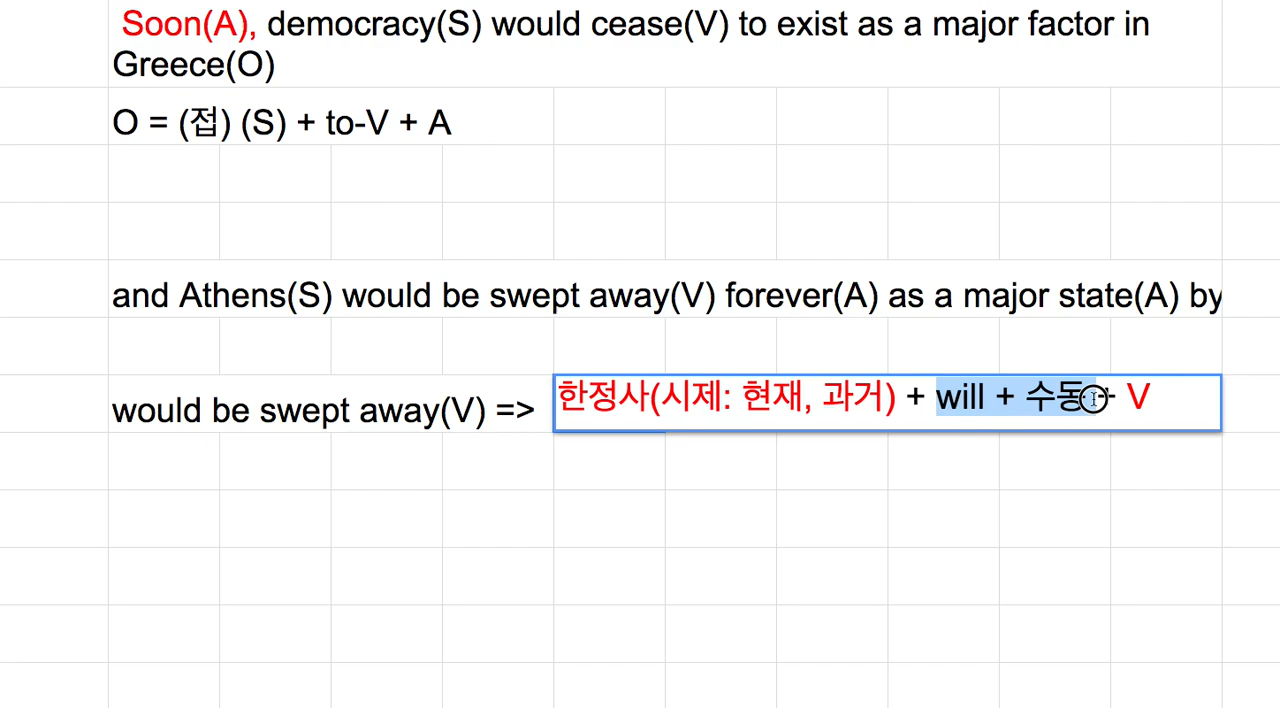 Soon(A), democracy(S) would cease(V) to exist as a major factor in
Greece(O)
O = (접) (S) + to-V + A
and Athens(S) would be swept away(V) forever(A) as a major state(A) by
would be swept away(V) => 한정사(시제: 현재, 과거) + will + 수동 + V